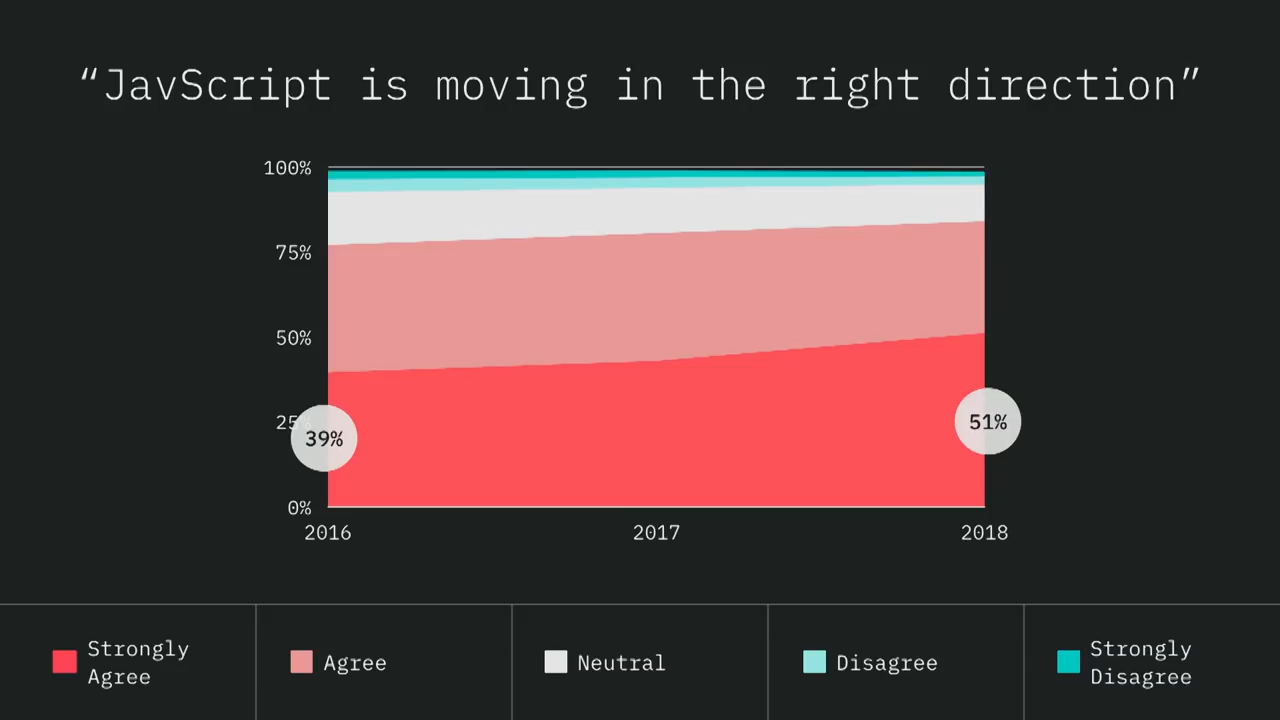 “JavScript is moving in the right direction”
100%
75%
50%
25%
0%
39%
51%
2016 2017 2018
Strongly Agree
Agree
Neutral
Disagree
Strongly Disagree